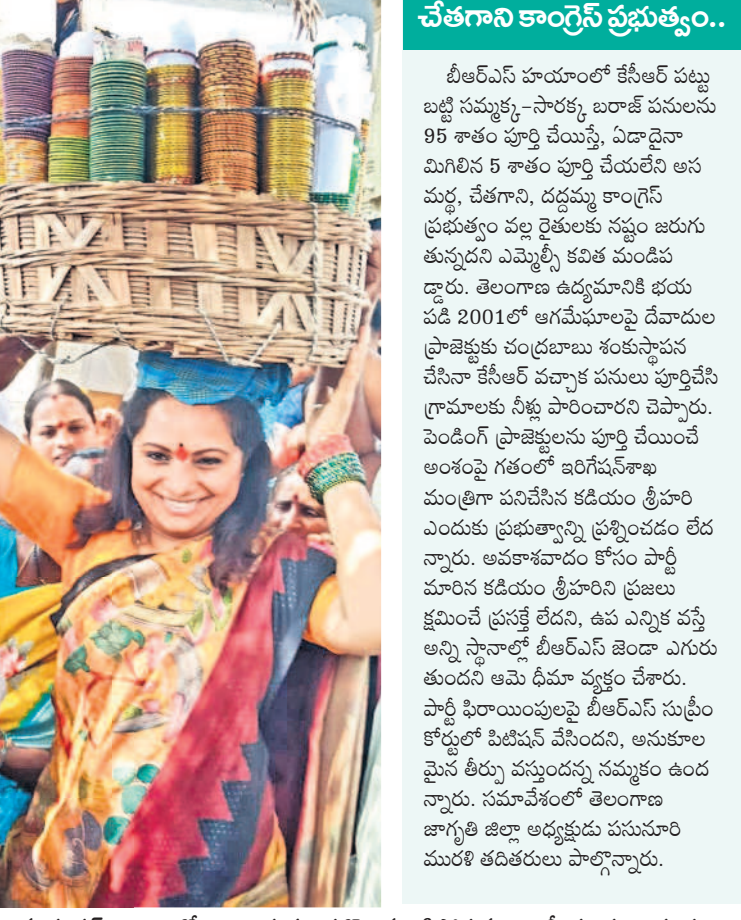 చేతగాని కాంగ్రెస్ ప్రభుత్వం..
బీఆర్ఎస్ హయాంలో కేసీఆర్ పట్టు
బట్టి సమ్మక్క-సారక్క బరాజ్ పనులను
95 శాతం పూర్తి చేయిస్తే, ఏడాదైనా
మిగిలిన 5 శాతం పూర్తి చేయలేని అస
మర్థ, చేతగాని, దద్దమ్మ కాంగ్రెస్
ప్రభుత్వం వల్ల రైతులకు నష్టం జరుగు
తున్నదని ఎమ్మెల్సీ కవిత మండిప
డ్డారు. తెలంగాణ ఉద్యమానికి భయ
పడి 2001లో ఆగమేఘాలపై దేవాదుల
ప్రాజెక్టుకు చంద్రబాబు శంకుస్థాపన
చేసినా కేసీఆర్ వచ్చాక పనులు పూర్తిచేసి
గ్రామాలకు నీళ్లు పారించారని చెప్పారు.
పెండింగ్ ప్రాజెక్టులను పూర్తి చేయించే
అంశంపై గతంలో ఇరిగేషన్‌శాఖ
మంత్రిగా పనిచేసిన కడియం శ్రీహరి
ఎందుకు ప్రభుత్వాన్ని ప్రశ్నించడం లేద
న్నారు. అవకాశవాదం కోసం పార్టీ
మారిన కడియం శ్రీహరిని ప్రజలు
క్షమించే ప్రసక్తే లేదని, ఉప ఎన్నిక వస్తే
అన్ని స్థానాల్లో బీఆర్ఎస్ జెండా ఎగురు
తుందని ఆమె ధీమా వ్యక్తం చేశారు.
పార్టీ ఫిరాయింపులపై బీఆర్ఎస్ సుప్రీం
కోర్టులో పిటిషన్ వేసిందని, అనుకూల
మైన తీర్పు వస్తుందన్న నమ్మకం ఉంద
న్నారు. సమావేశంలో తెలంగాణ
జాగృతి జిల్లా అధ్యక్షుడు పసునూరి
మురళి తదితరులు పాల్గొన్నారు.